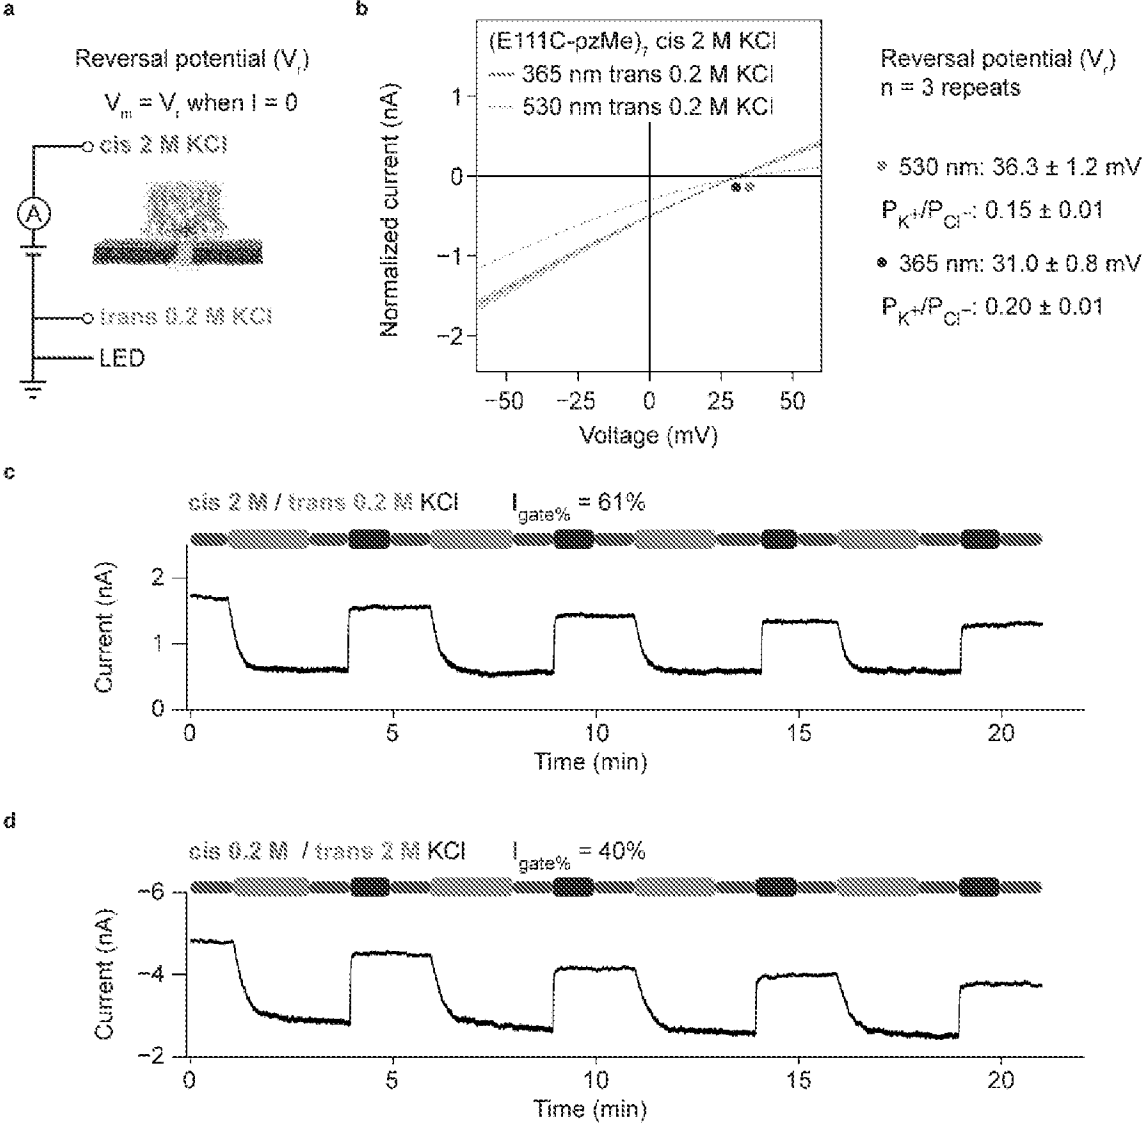 a
Reversal potential (Vr)
Vm = Vr when I = 0
cis 2 M KCl
A
trans 0.2 M KCl
LED
b
(E111C-pzMe)7 cis 2 M KCl
365 nm trans 0.2 M KCl
530 nm trans 0.2 M KCl
Normalized current (nA)
1
0
−1
−2
−50 −25 0 25 50
Voltage (mV)
Reversal potential (Vr)
n = 3 repeats
530 nm: 36.3 ± 1.2 mV
PK+/PCl−: 0.15 ± 0.01
365 nm: 31.0 ± 0.8 mV
PK+/PCl−: 0.20 ± 0.01
c
cis 2 M / trans 0.2 M KCl Igate% = 61%
Current (nA)
2
1
0
0 5 10 15 20
Time (min)
d
cis 0.2 M / trans 2 M KCl Igate% = 40%
Current (nA)
−6
−4
−2
0 5 10 15 20
Time (min)